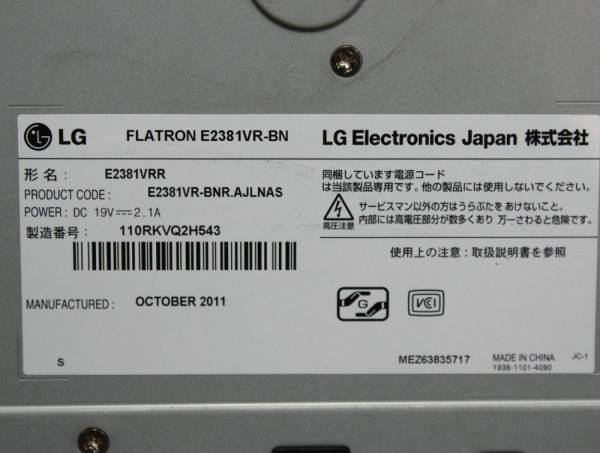 LG FLATRON E2381VR-BN LG Electronics Japan 株式会社
形 名 : E2381VRR
PRODUCT CODE : E2381VR-BNR.AJLNAS
POWER : DC 19V⎓2.1A
製造番号 : 110RKVQ2H543
MANUFACTURED : OCTOBER 2011
S
同梱しています電源コード
は当該製品専用です。他の製品には使用しないでください。
高圧注意
サービスマン以外の方はうらぶたを あけないこと。
内部には高電圧部分が数多くあり 万一さわると危険です。
使用上の注意 : 取扱説明書を参照
G VCCI
MEZ63835717 MADE IN CHINA JC-1
1936-1101-4090